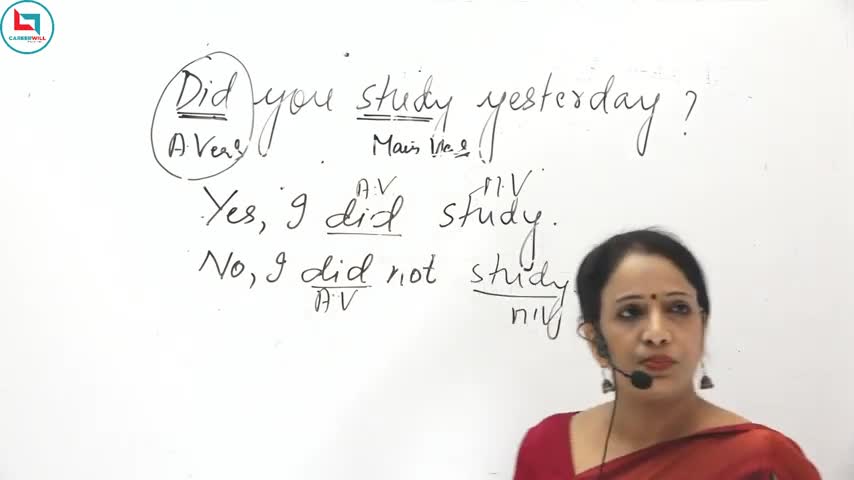 CAREERWILL
Did you study yesterday?
A.Verb Main Verb
A.V M.V
Yes, I did study.
No, I did not study
A.V M.V